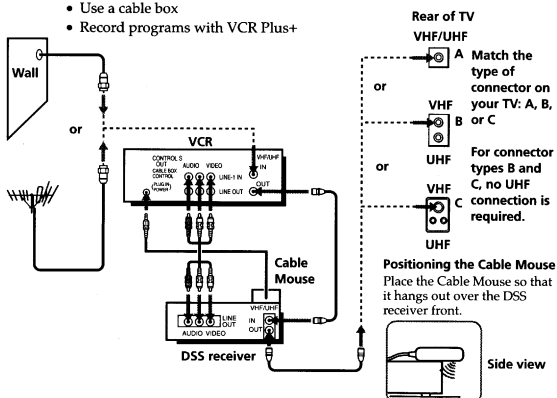 • Use a cable box
• Record programs with VCR Plus+
Rear of TV
VHF/UHF
A
Match the
type of
connector on
your TV: A, B,
or C
Wall
or
or
VHF
B
UHF
or
For connector
types B and
C, no UHF
connection is
required.
VHF
C
UHF
VCR
CONTROL S
OUT
CABLE BOX
CONTROL
(PLUG IN)
POWER
AUDIO VIDEO
LINE-1 IN
LINE OUT
VHF/UHF
IN
OUT
Cable
Mouse
VHF/UHF
IN
OUT
LINE
OUT
AUDIO VIDEO
DSS receiver
Positioning the Cable Mouse
Place the Cable Mouse so that
it hangs out over the DSS
receiver front.
Side view